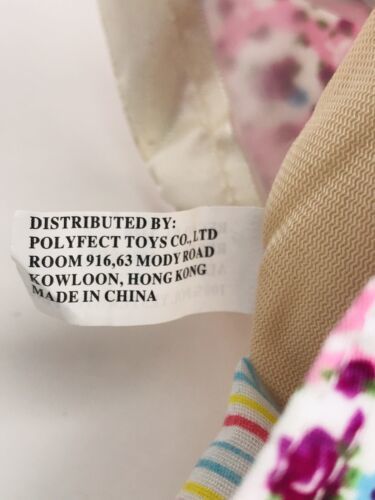 DISTRIBUTED BY:
POLYFECT TOYS CO., LTD
ROOM 916,63 MODY ROAD
KOWLOON, HONG KONG
MADE IN CHINA